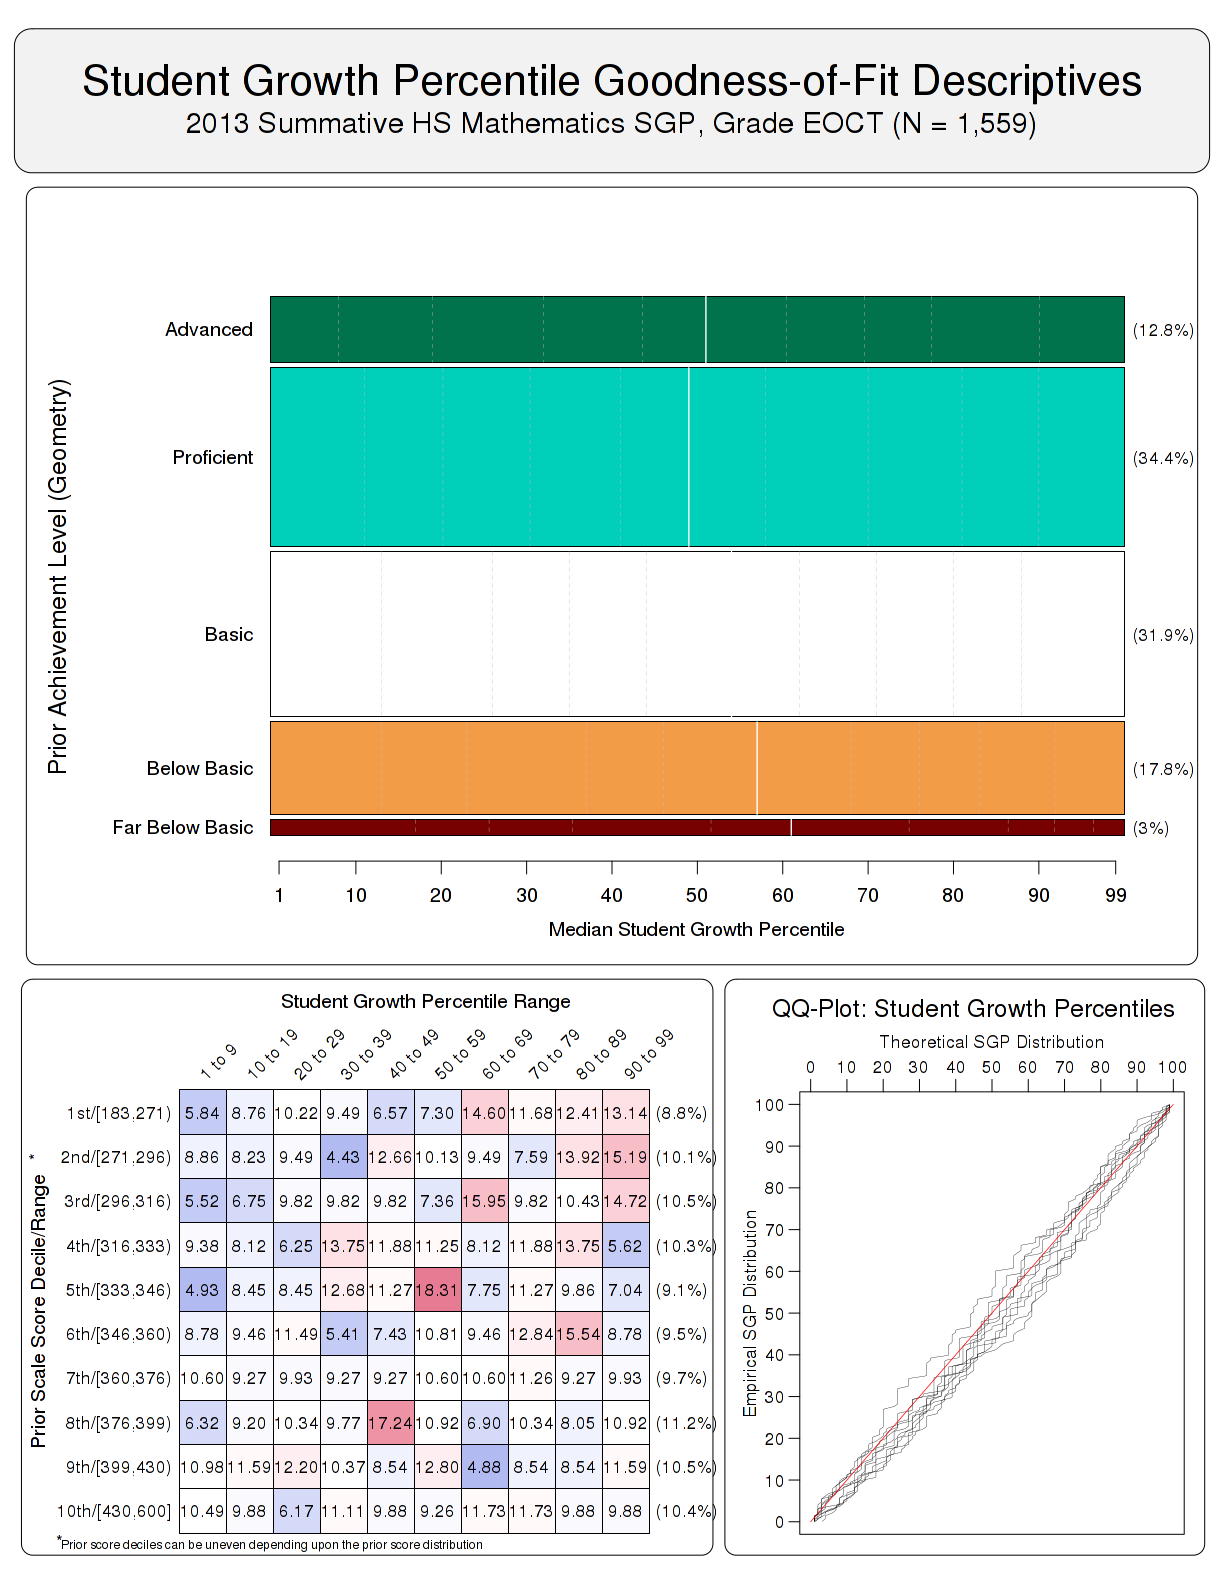 Student Growth Percentile Goodness-of-Fit Descriptives
2013 Summative HS Mathematics SGP, Grade EOCT (N = 1,559)
Prior Achievement Level (Geometry)
Advanced (12.8%)
Proficient (34.4%)
Basic (31.9%)
Below Basic (17.8%)
Far Below Basic (3%)
1 10 20 30 40 50 60 70 80 90 99
Median Student Growth Percentile
Student Growth Percentile Range
1 to 9 10 to 19 20 to 29 30 to 39 40 to 49 50 to 59 60 to 69 70 to 79 80 to 89 90 to 99
Prior Scale Score Decile/Range *
1st/[183,271) 5.84 8.76 10.22 9.49 6.57 7.30 14.60 11.68 12.41 13.14 (8.8%)
2nd/[271,296) 8.86 8.23 9.49 4.43 12.66 10.13 9.49 7.59 13.92 15.19 (10.1%)
3rd/[296,316) 5.52 6.75 9.82 9.82 9.82 7.36 15.95 9.82 10.43 14.72 (10.5%)
4th/[316,333) 9.38 8.12 6.25 13.75 11.88 11.25 8.12 11.88 13.75 5.62 (10.3%)
5th/[333,346) 4.93 8.45 8.45 12.68 11.27 18.31 7.75 11.27 9.86 7.04 (9.1%)
6th/[346,360) 8.78 9.46 11.49 5.41 7.43 10.81 9.46 12.84 15.54 8.78 (9.5%)
7th/[360,376) 10.60 9.27 9.93 9.27 9.27 10.60 10.60 11.26 9.27 9.93 (9.7%)
8th/[376,399) 6.32 9.20 10.34 9.77 17.24 10.92 6.90 10.34 8.05 10.92 (11.2%)
9th/[399,430) 10.98 11.59 12.20 10.37 8.54 12.80 4.88 8.54 8.54 11.59 (10.5%)
10th/[430,600] 10.49 9.88 6.17 11.11 9.88 9.26 11.73 11.73 9.88 9.88 (10.4%)
*Prior score deciles can be uneven depending upon the prior score distribution
QQ-Plot: Student Growth Percentiles
Theoretical SGP Distribution
0 10 20 30 40 50 60 70 80 90 100
Empirical SGP Distribution
100
90
80
70
60
50
40
30
20
10
0